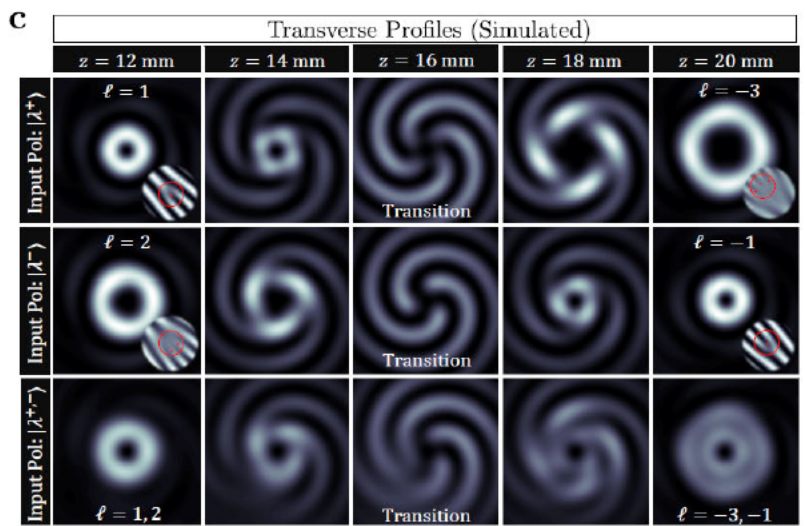 c
Transverse Profiles (Simulated)
z = 12 mm
z = 14 mm
z = 16 mm
z = 18 mm
z = 20 mm
Input Pol: |λ⁺⟩
ℓ = 1
Transition
ℓ = −3
Input Pol: |λ⁻⟩
ℓ = 2
Transition
ℓ = −1
Input Pol: |λ⁺,⁻⟩
ℓ = 1, 2
Transition
ℓ = −3, −1